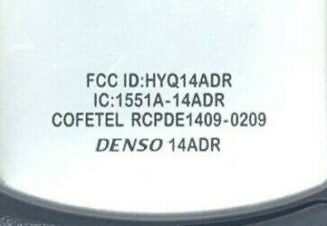 FCC ID:HYQ14ADR
IC:1551A-14ADR
COFETEL RCPDE1409-0209
DENSO 14ADR